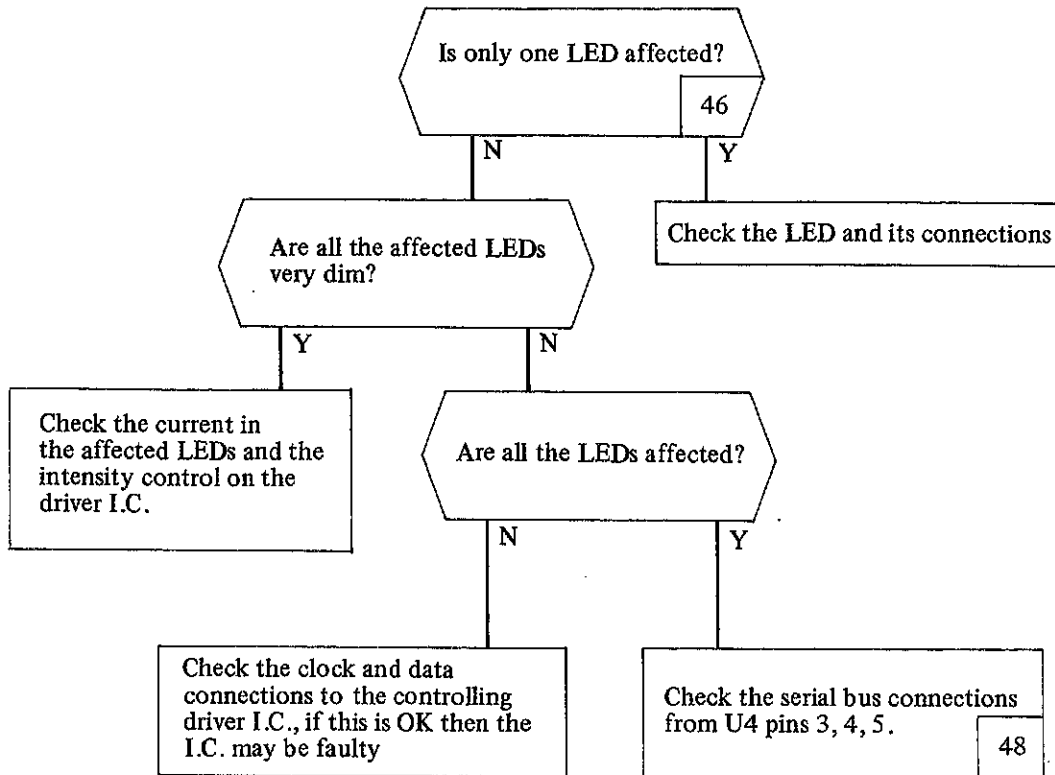 Is only one LED affected?
46
N
Y
Are all the affected LEDs
very dim?
Check the LED and its connections
Y
N
Check the current in
the affected LEDs and the
intensity control on the
driver I.C.
Are all the LEDs affected?
N
Y
Check the clock and data
connections to the controlling
driver I.C., if this is OK then the
I.C. may be faulty
Check the serial bus connections
from U4 pins 3, 4, 5.
48